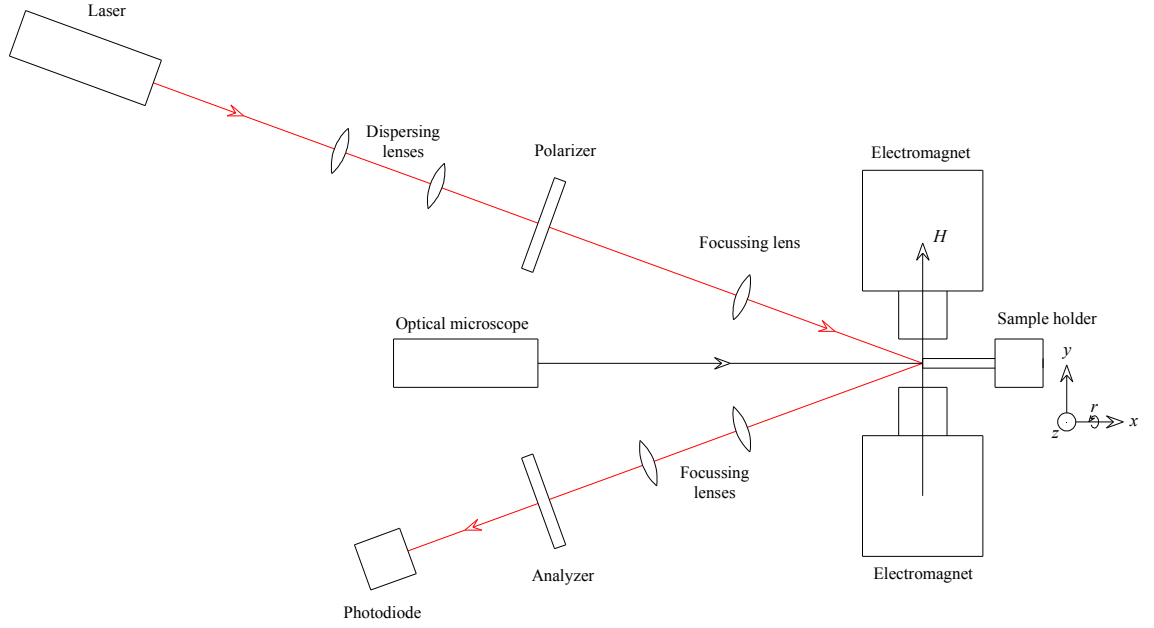 Laser
Dispersing
lenses
Polarizer
Electromagnet
Focussing lens
H
Optical microscope
Sample holder
y
r
x
z
Focussing
lenses
Analyzer
Electromagnet
Photodiode